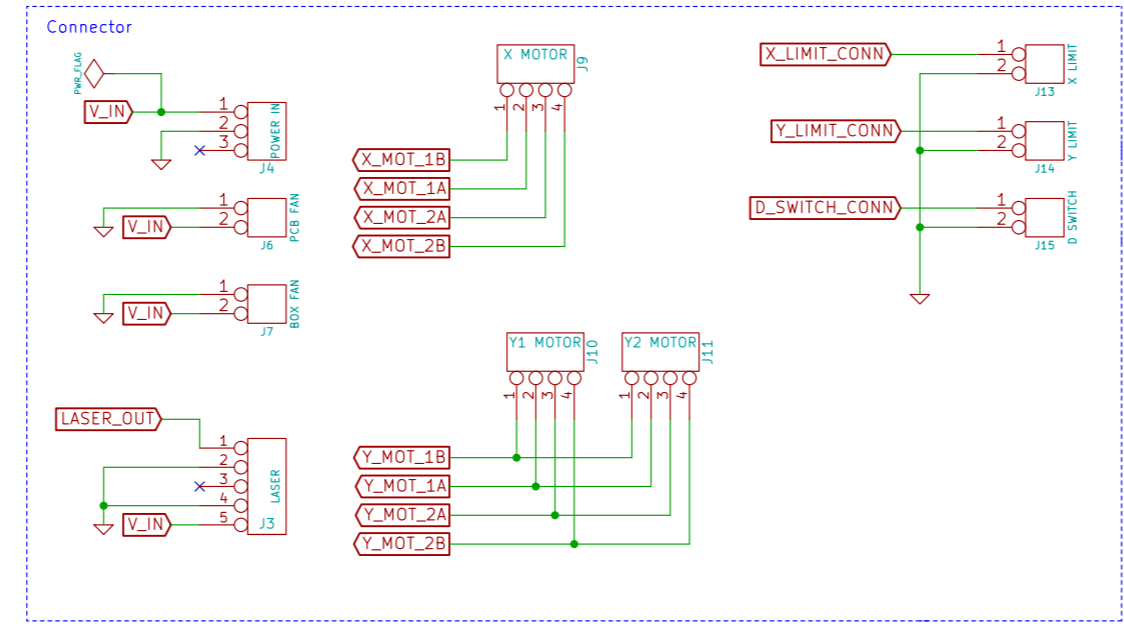 Connector
PWR_FLAG
V_IN
1
2
3
POWER IN
J4
1
2
V_IN
PCB FAN
J6
1
2
V_IN
BOX FAN
J7
LASER_OUT
1
2
3
4
5
V_IN
LASER
J3
X MOTOR
J9
1
2
3
4
X_MOT_1B
X_MOT_1A
X_MOT_2A
X_MOT_2B
Y1 MOTOR
J10
1
2
3
4
Y2 MOTOR
J11
1
2
3
4
Y_MOT_1B
Y_MOT_1A
Y_MOT_2A
Y_MOT_2B
X_LIMIT_CONN
1
2
X LIMIT
J13
Y_LIMIT_CONN
1
2
Y LIMIT
J14
D_SWITCH_CONN
1
2
D SWITCH
J15